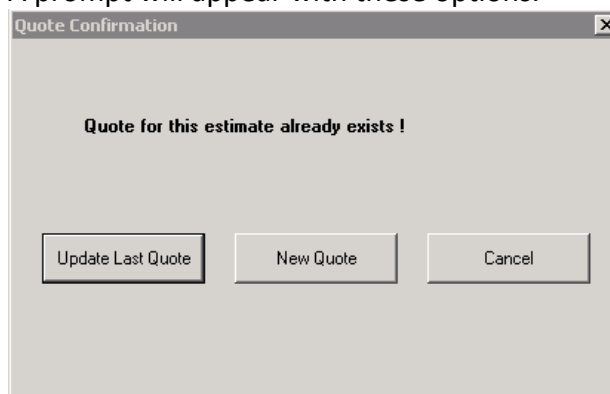 A prompt will appear with these options:
Quote Confirmation
Quote for this estimate already exists !
Update Last Quote
New Quote
Cancel